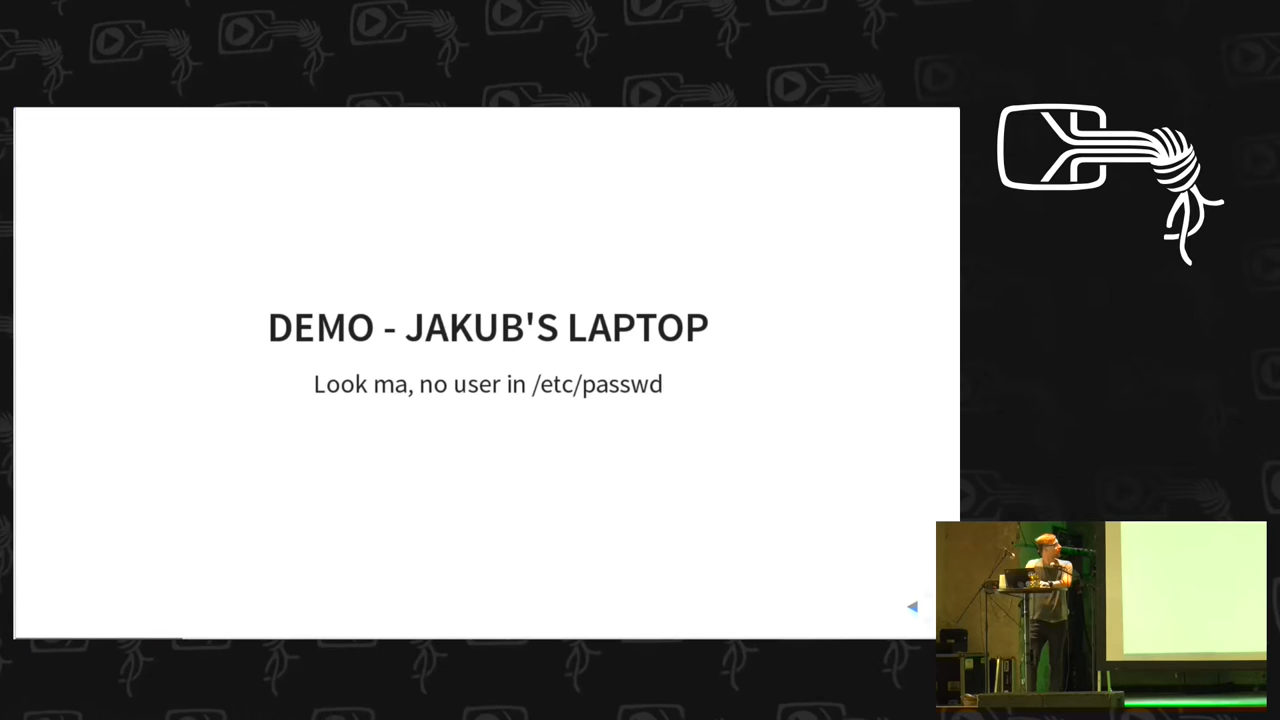 DEMO - JAKUB'S LAPTOP
Look ma, no user in /etc/passwd